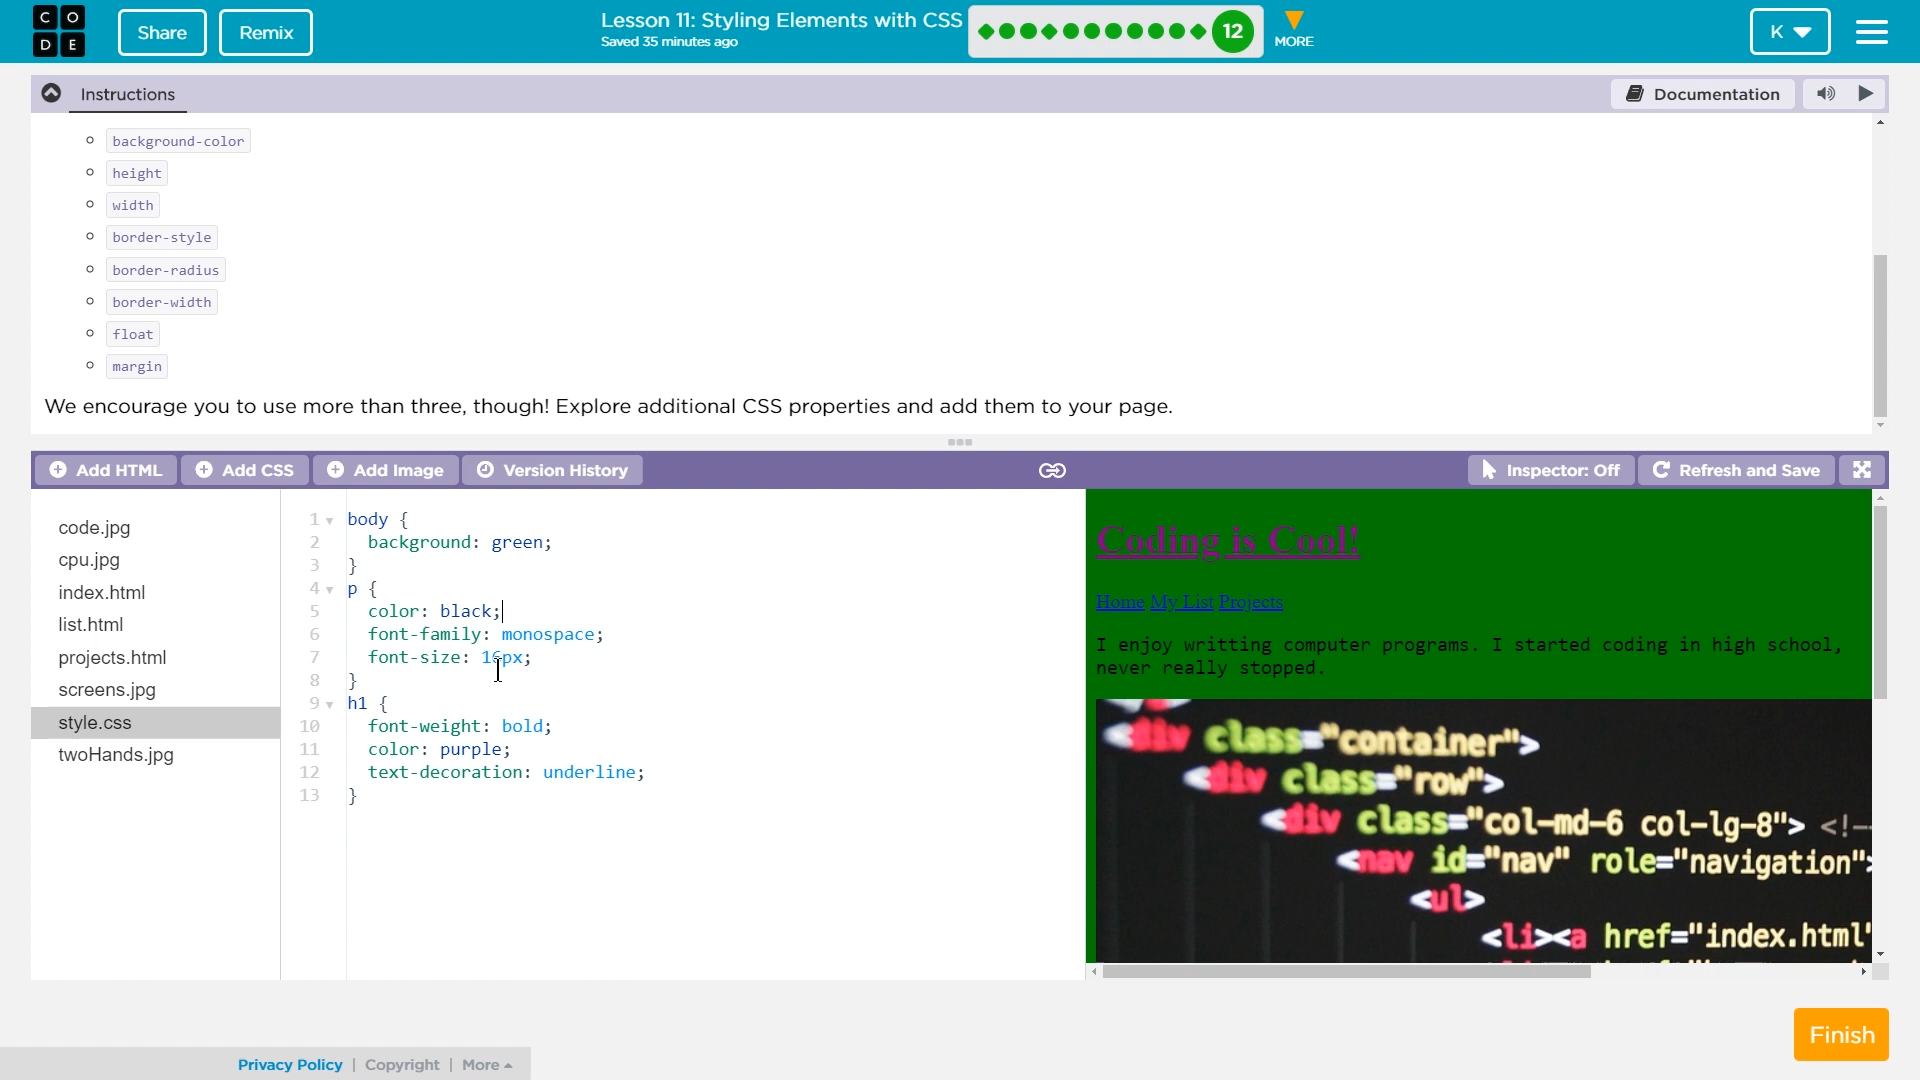 CODE
Share
Remix
Lesson 11: Styling Elements with CSS
Saved 35 minutes ago
12
MORE
K
Instructions
Documentation
background-color
height
width
border-style
border-radius
border-width
float
margin
We encourage you to use more than three, though! Explore additional CSS properties and add them to your page.
Add HTML
Add CSS
Add Image
Version History
Inspector: Off
Refresh and Save
code.jpg
cpu.jpg
index.html
list.html
projects.html
screens.jpg
style.css
twoHands.jpg
1 body {
2 background: green;
3 }
4 p {
5 color: black;
6 font-family: monospace;
7 font-size: 16px;
8 }
9 h1 {
10 font-weight: bold;
11 color: purple;
12 text-decoration: underline;
13 }
Coding is Cool!
Home My List Projects
I enjoy writting computer programs. I started coding in high school,
never really stopped.
<div class="container">
<div class="row">
<div class="col-md-6 col-lg-8"> <!--
<nav id="nav" role="navigation">
<ul>
<li><a href="index.html"
Finish
Privacy Policy | Copyright | More